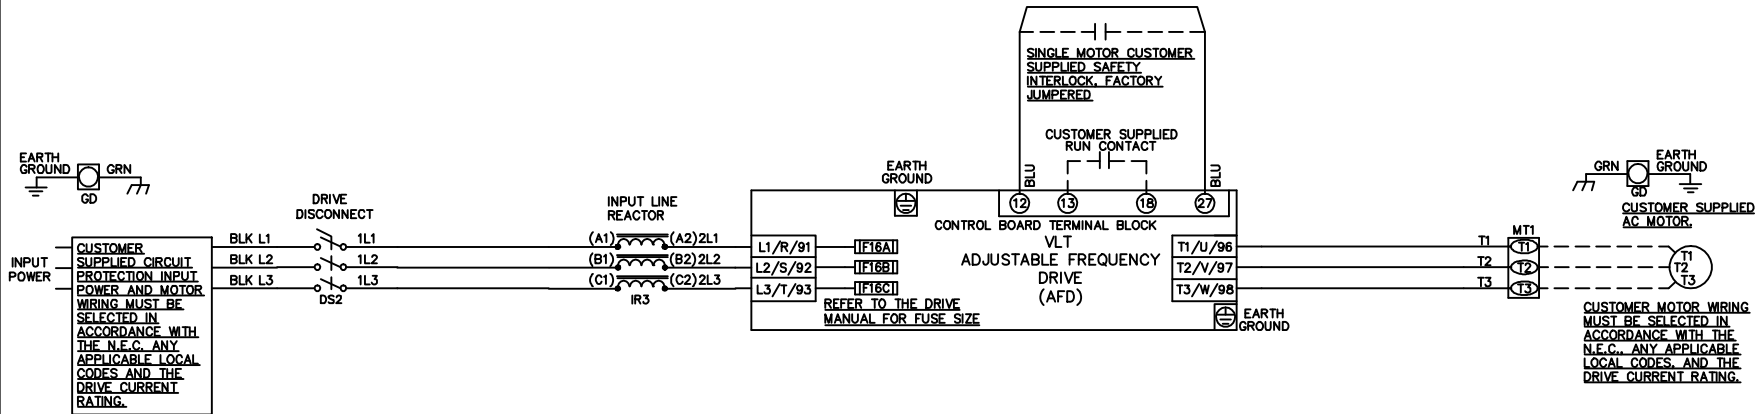 SINGLE MOTOR CUSTOMER
SUPPLIED SAFETY
INTERLOCK, FACTORY
JUMPERED
CUSTOMER SUPPLIED
RUN CONTACT
BLU
BLU
EARTH
GROUND
GRN
GD
EARTH
GROUND
12
13
18
27
CONTROL BOARD TERMINAL BLOCK
GRN
EARTH
GROUND
GD
CUSTOMER SUPPLIED
AC MOTOR.
DRIVE
DISCONNECT
INPUT LINE
REACTOR
INPUT
POWER
CUSTOMER
SUPPLIED CIRCUIT
PROTECTION INPUT
POWER AND MOTOR
WIRING MUST BE
SELECTED IN
ACCORDANCE WITH
THE N.E.C. ANY
APPLICABLE LOCAL
CODES AND THE
DRIVE CURRENT
RATING.
BLK L1
1L1
(A1)
(A2) 2L1
L1/R/91
F16A
BLK L2
1L2
(B1)
(B2) 2L2
L2/S/92
F16B
BLK L3
1L3
(C1)
(C2) 2L3
L3/T/93
F16C
DS2
IR3
REFER TO THE DRIVE
MANUAL FOR FUSE SIZE
VLT
ADJUSTABLE FREQUENCY
DRIVE
(AFD)
T1/U/96
T2/V/97
T3/W/98
EARTH
GROUND
MT1
T1
T1
T2
T2
T3
T3
T1
T2
T3
CUSTOMER MOTOR WIRING
MUST BE SELECTED IN
ACCORDANCE WITH THE
N.E.C., ANY APPLICABLE
LOCAL CODES, AND THE
DRIVE CURRENT RATING.